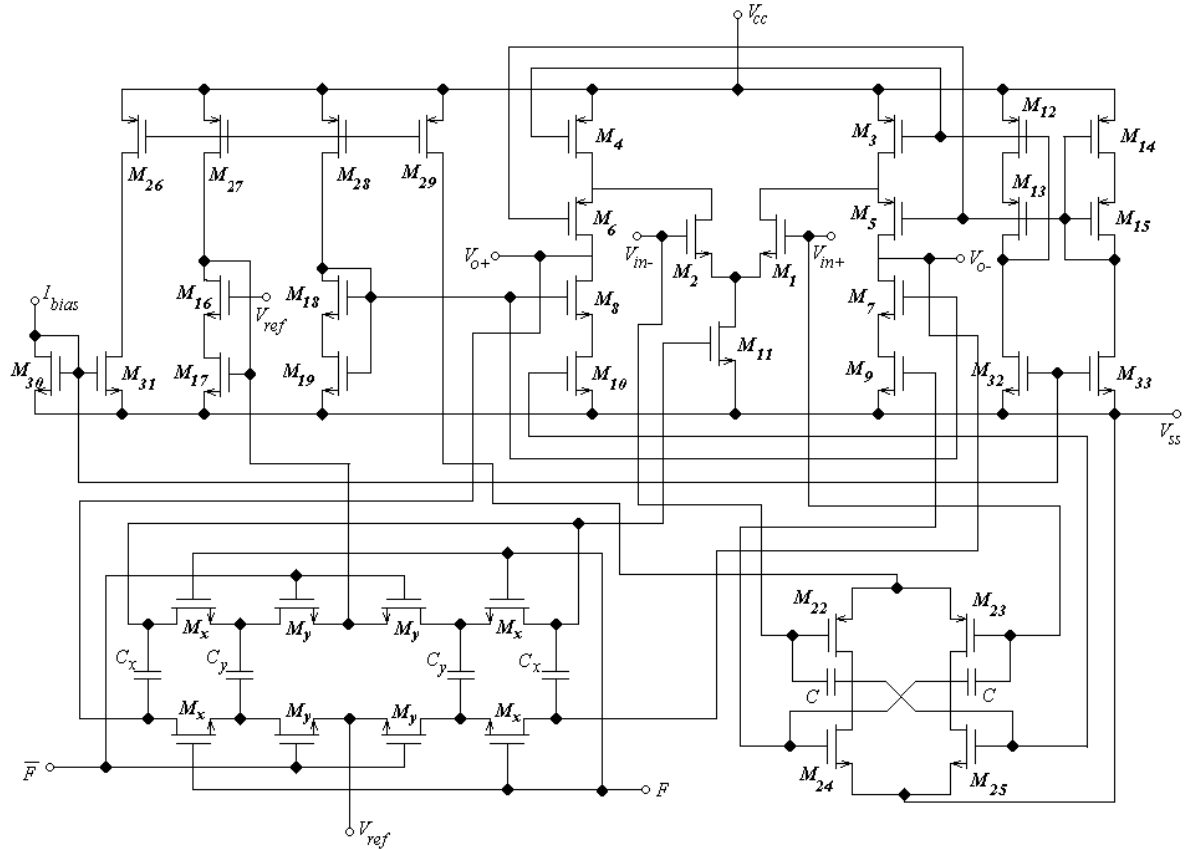 Vcc
M12
M4
M3
M14
M26
M27
M28
M29
M13
M6
M5
M15
Vo+
Vin-
Vin+
Vo-
M2
M1
Ibias
M16
Vref
M18
M8
M7
M11
M30
M31
M17
M19
M10
M9
M32
M33
Vss
M22
M23
Mx
My
My
Mx
Cx
Cy
Cy
Cx
C
C
Mx
My
My
Mx
M24
M25
F̅
F
Vref